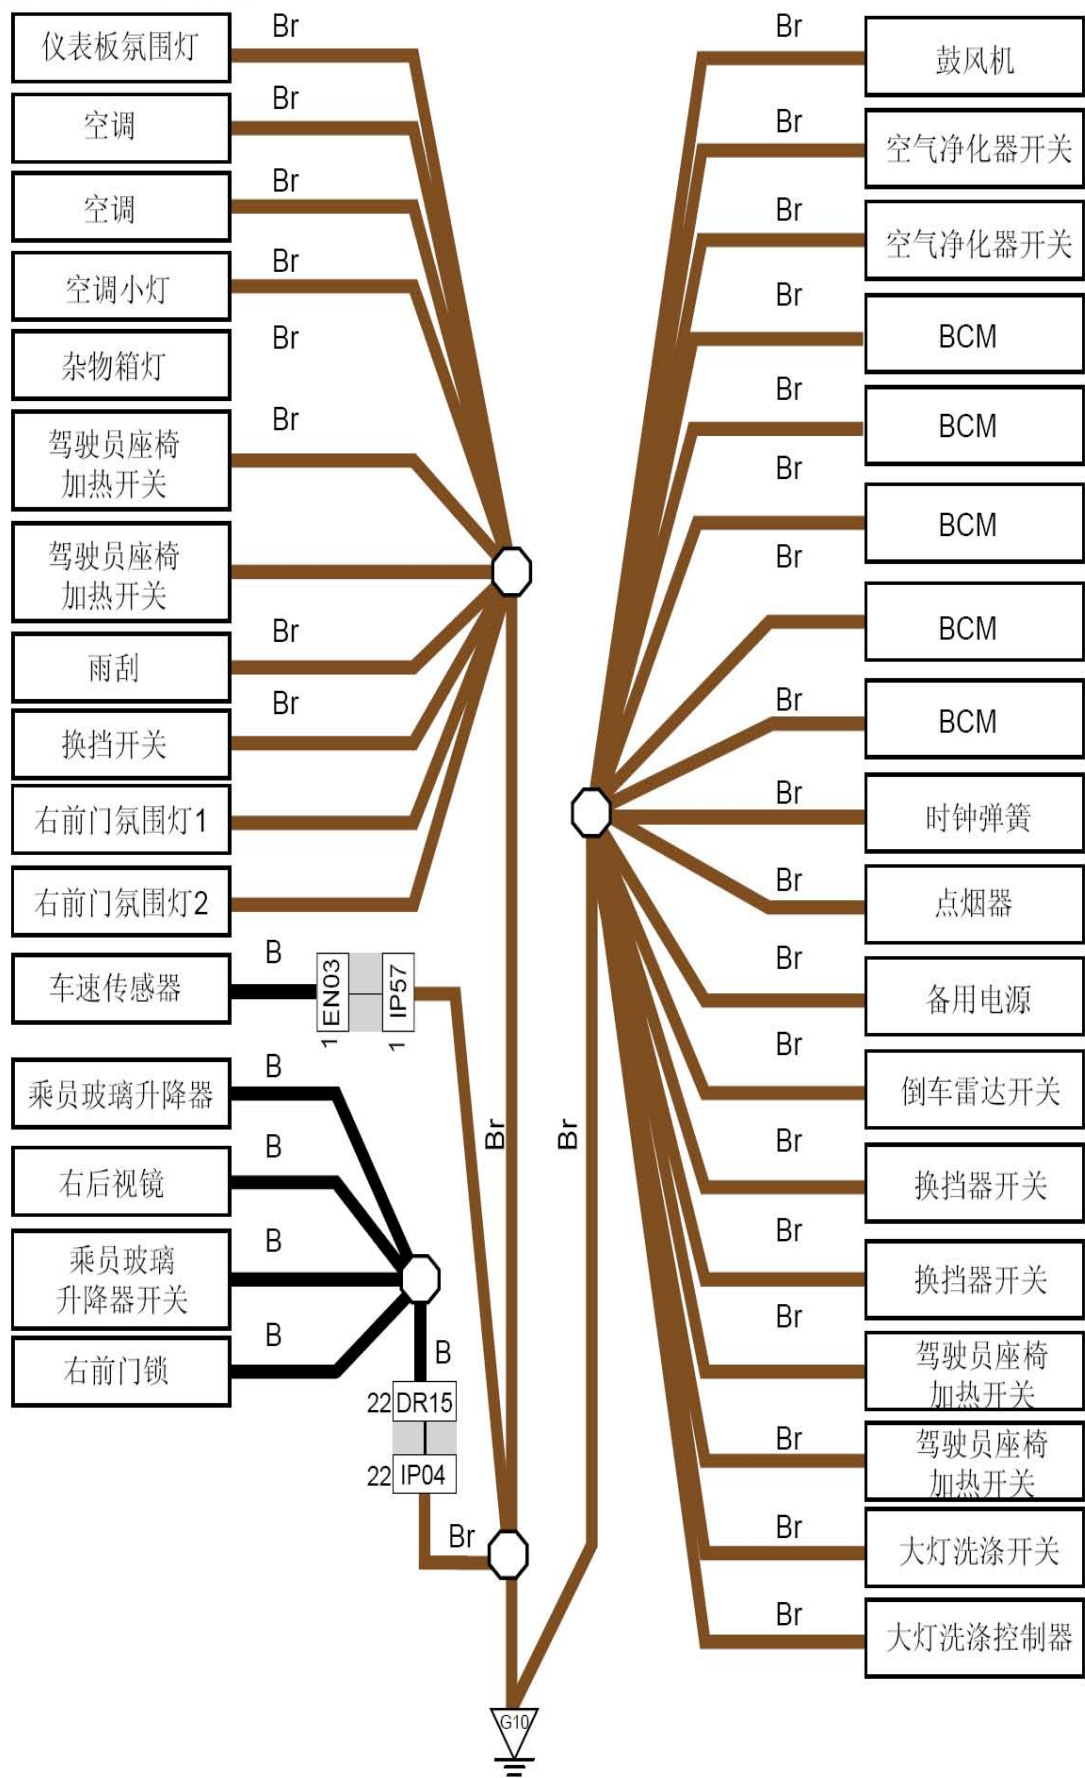 Br
仪表板氛围灯
Br
空调
Br
空调
Br
空调小灯
Br
杂物箱灯
Br
驾驶员座椅
加热开关
驾驶员座椅
加热开关
Br
雨刮
Br
换挡开关
右前门氛围灯1
右前门氛围灯2
B
车速传感器
1
EN03
IP57
1
B
乘员玻璃升降器
B
右后视镜
B
乘员玻璃
升降器开关
B
右前门锁
B
22
DR15
22
IP04
Br
Br
Br
G10
Br
鼓风机
Br
空气净化器开关
Br
空气净化器开关
Br
BCM
Br
BCM
Br
BCM
Br
BCM
Br
BCM
Br
时钟弹簧
Br
点烟器
Br
备用电源
Br
倒车雷达开关
Br
换挡器开关
Br
换挡器开关
Br
驾驶员座椅
加热开关
Br
驾驶员座椅
加热开关
Br
大灯洗涤开关
Br
大灯洗涤控制器